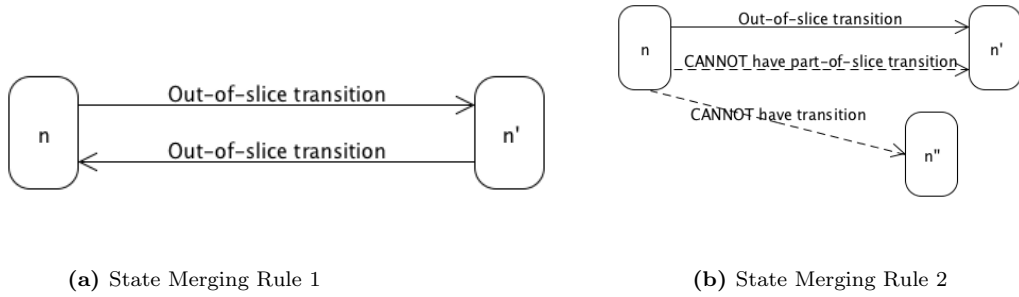 Out-of-slice transition
n
n'
Out-of-slice transition
(a) State Merging Rule 1
Out-of-slice transition
n
n'
CANNOT have part-of-slice transition
CANNOT have transition
n"
(b) State Merging Rule 2